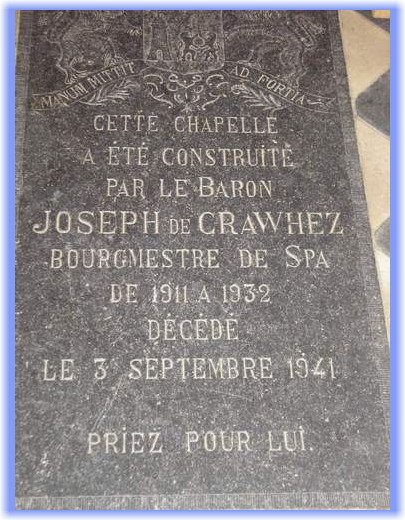 MANUM MITTIT AD FORTIA
CETTE CHAPELLE
A ÉTÉ CONSTRUITE
PAR LE BARON
JOSEPH DE CRAWHEZ
BOURGMESTRE DE SPA
DE 1911 A 1932
DÉCÉDÉ
LE 3 SEPTEMBRE 1941
PRIEZ POUR LUI.